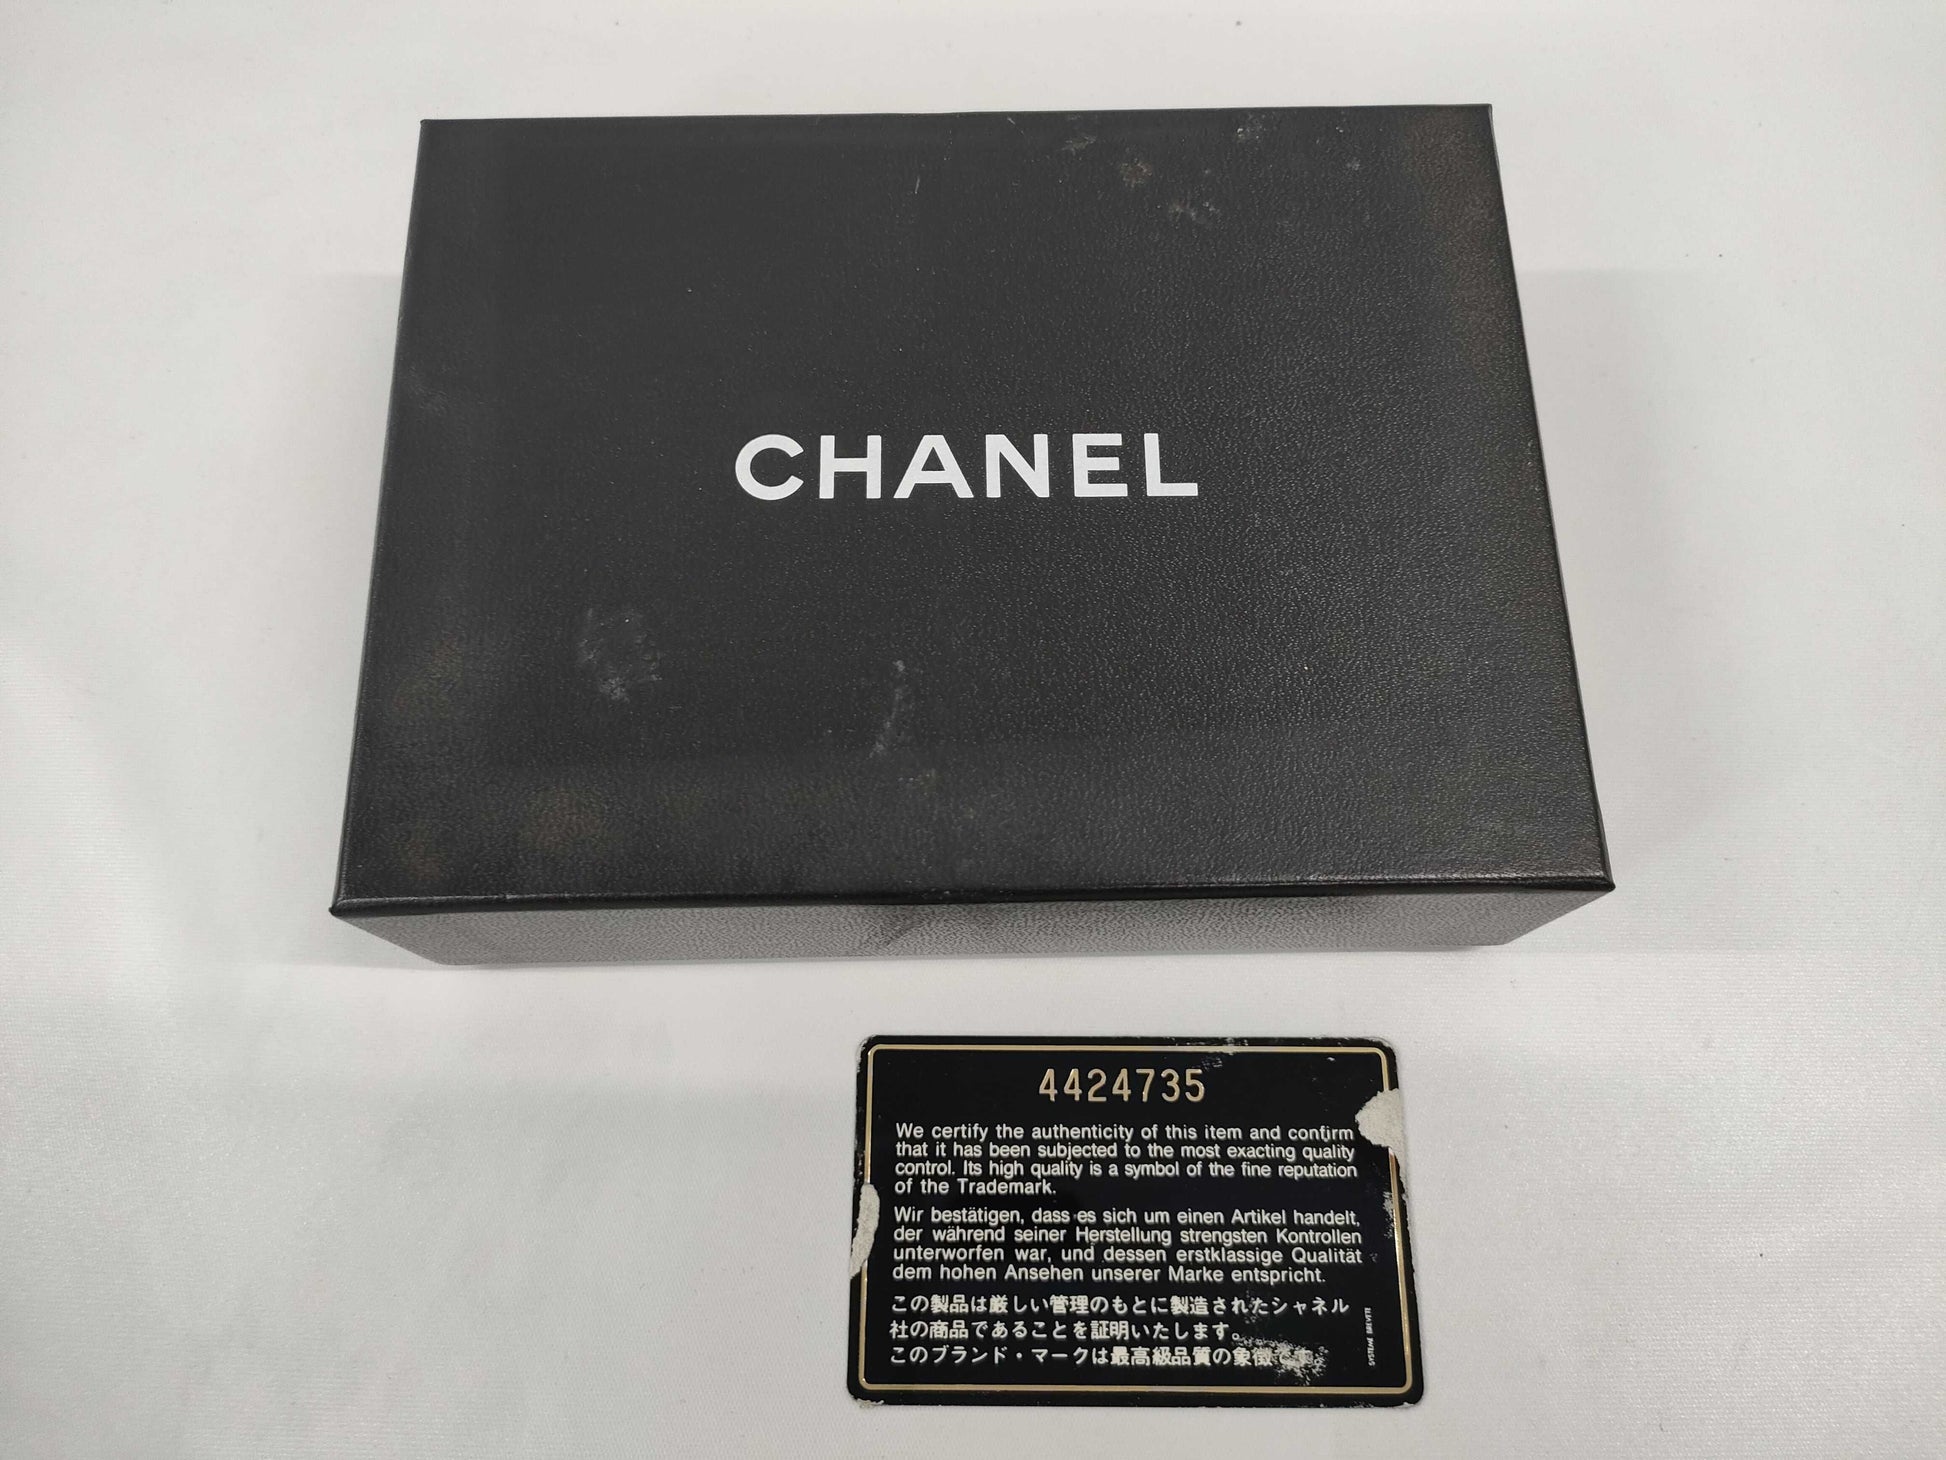 CHANEL
4424735
We certify the authenticity of this item and confirm
that it has been subjected to the most exacting quality
control. Its high quality is a symbol of the fine reputation
of the Trademark.
Wir bestätigen, dass es sich um einen Artikel handelt,
der während seiner Herstellung strengsten Kontrollen
unterworfen war, und dessen erstklassige Qualität
dem hohen Ansehen unserer Marke entspricht.
この製品は厳しい管理のもとに製造されたシャネル
社の商品であることを証明いたします。
このブランド・マークは最高級品質の象徴です。
SYSTEME BREVETE